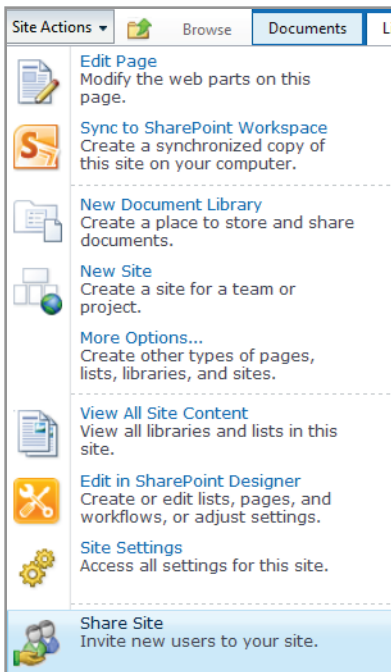 Site Actions Browse Documents L
Edit Page
Modify the web parts on this
page.
Sync to SharePoint Workspace
Create a synchronized copy of
this site on your computer.
New Document Library
Create a place to store and share
documents.
New Site
Create a site for a team or
project.
More Options...
Create other types of pages,
lists, libraries, and sites.
View All Site Content
View all libraries and lists in this
site.
Edit in SharePoint Designer
Create or edit lists, pages, and
workflows, or adjust settings.
Site Settings
Access all settings for this site.
Share Site
Invite new users to your site.